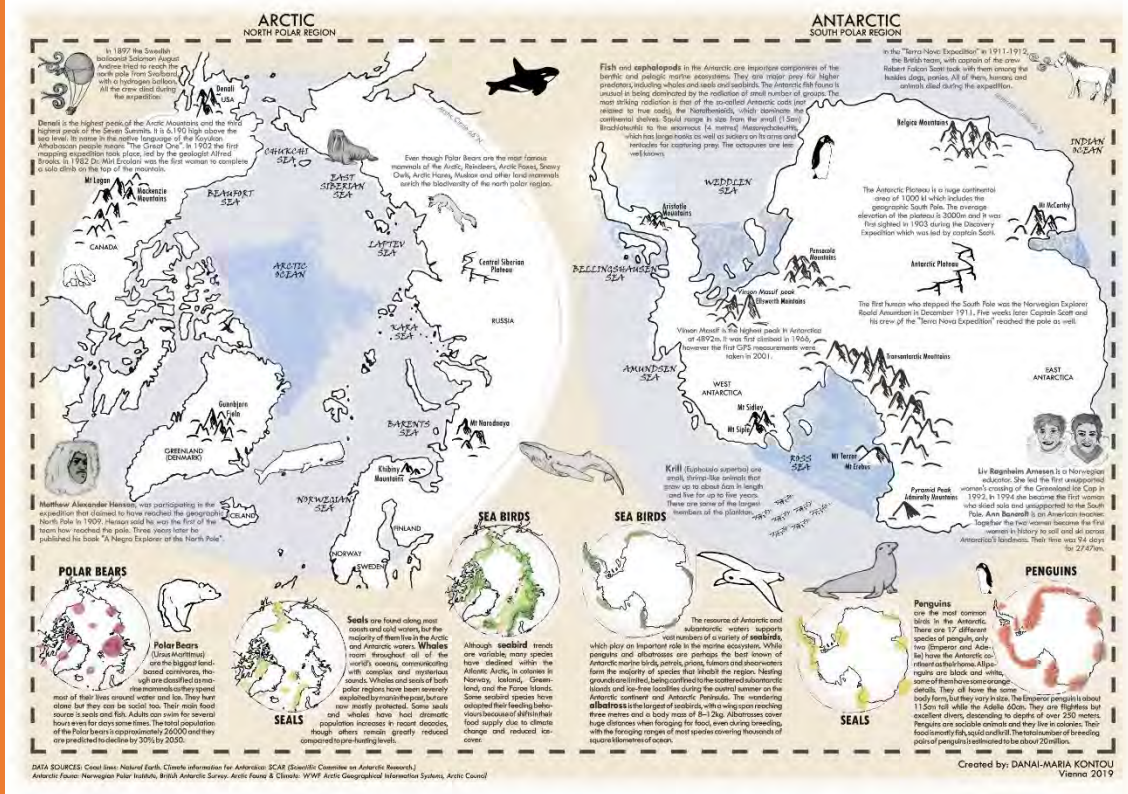 ARCTIC
NORTH POLAR REGION
ANTARCTIC
SOUTH POLAR REGION
In 1897 the Swedish
balloonist Salomon August
Andree tried to reach the
north pole from Svalbard,
with a hydrogen balloon.
All the crew died during
the expedition.
Denali
USA
Denali is the highest peak of the Arctic Mountains and the third
highest peak of the Seven Summits. It is 6.190 high above the
sea level. Its name in the native language of the Koyukon
Athabascan people means "The Great One". In 1902 the first
mapping expedition took place, led by the geologist Alfred
Brooks. In 1982 Dr. Miri Ercolani was the first woman to complete
a solo climb on the top of the mountain.
Arctic Circle
CHUKCHI
SEA
EAST
SIBERIAN
SEA
Even though Polar Bears are the most famous
mammals of the Arctic, Reindeers, Arctic Foxes, Snowy
Owls, Arctic Hares, Muskox and other land mammals
enrich the biodiversity of the north polar region.
Mt Logan
Mackenzie
Mountains
BEAUFORT
SEA
CANADA
LAPTEV
SEA
ARCTIC
OCEAN
Central Siberian
Plateau
RUSSIA
KARA
SEA
Gunnbjorn
Fjeln
GREENLAND
(DENMARK)
BARENTS
SEA
Mt Narodnaya
Khibiny
Mountains
NORWEGIAN
SEA
ICELAND
FINLAND
NORWAY
SWEDEN
Matthew Alexander Henson, was participating in the
expedition that claimed to have reached the geographic
North Pole in 1909. Henson said he was the first of the
team how reached the pole. Three years later he
published his book "A Negro Explorer at the North Pole".
Fish and cephalopods in the Antarctic are important components of the
benthic and pelagic marine ecosystems. They are major prey for higher
predators, including whales and seals and seabirds. The Antarctic fish fauna is
unusual in being dominated by the radiation of small number of groups. The
most striking radiation is that of the so-called Antarctic cods (not
related to true cods), the Notothenioids, which dominate the
continental shelves. Squid range in size from the small (15cm)
Brachioteuthis to the enormous (4 metres) Mesonychoteuthis,
which has large hooks as well as suckers on its arms and
tentacles for capturing prey. The octopuses are less
well known.
In the "Terra Nova Expedition" in 1911-1912,
the British team, with captain of the crew
Robert Falcon Scott took with them among the
huskies dogs, ponies. All of them, humans and
animals died during the expedition.
Belgica Mountains
INDIAN
OCEAN
WEDDLEN
SEA
Aristotle
Mountains
The Antarctic Plateau is a huge continental
area of 1000 kl which includes the
geographic South Pole. The average
elevation of the plateau is 3000m and it was
first sighted in 1903 during the Discovery
Expedition which was led by captain Scott.
Mt McCarthy
Pensacola
Mountains
Antarctic Plateau
BELLINGSHAUSEN
SEA
Vinson Massif peak
Ellsworth Mountains
The first human who stepped the South Pole was the Norwegian Explorer
Roald Amundsen in December 1911. Five weeks later Captain Scott and
his crew of the "Terra Nova Expedition" reached the pole as well.
Vinson Massif is the highest peak in Antarctica
at 4892m. It was first climbed in 1966,
however the first GPS measurements were
taken in 2001.
Transantarctic Mountains
AMUNDSEN
SEA
WEST
ANTARCTICA
EAST
ANTARCTICA
Mt Sidley
Mt Siple
ROSS
SEA
Mt Terror
Mt Erebus
Pyramid Peak
Admiralty Mountains
Krill (Euphausia superba) are
small, shrimp-like animals that
grow up to about 6cm in length
and live for up to five years.
These are some of the largest
members of the plankton.
Liv Ragnheim Arnesen is a Norwegian
educator. She led the first unsupported
women's crossing of the Greenland Ice Cap in
1992. In 1994 she became the first woman
who skied solo and unsupported to the South
Pole. Ann Bancroft is an American teacher.
Together the two women became the first
women in history to sail and ski across
Antarctica's landmass. Their time was 94 days
for 2747km.
POLAR BEARS
Polar Bears
(Ursus Maritimus)
are the biggest land-
based carnivores, thou-
gh are classified as ma-
rine mammals as they spend
most of their lives around water and ice. They hunt
alone but they can be social too. Their main food
source is seals and fish. Adults can swim for several
hours even for days some times. The total population
of the Polar bears is approximately 26000 and they
are predicted to decline by 30% by 2050.
SEALS
Seals are found along most
coasts and cold waters, but the
majority of them live in the Arctic
and Antarctic waters. Whales
roam throughout all of the
world's oceans, communicating
with complex and mysterious
sounds. Whales and seals of both
polar regions have been severely
exploited by man in the past, but are
now mostly protected. Some seals
and whales have had dramatic
population increases in recent decades,
though others remain greatly reduced
compared to pre-hunting levels.
SEA BIRDS
Although seabird trends
are variable, many species
have declined within the
Atlantic Arctic, in colonies in
Norway, Iceland, Green-
land, and the Faroe Islands.
Some seabird species have
adapted their feeding beha-
viours because of shift in their
food supply due to climate
change and reduced ice-
cover.
SEA BIRDS
The resource of Antarctic and
subantarctic waters supports
vast numbers of a variety of seabirds,
which play an important role in the marine ecosystem. While
penguins and albatrosses are perhaps the best known of
Antarctic marine birds, petrels, prions, fulmars and shearwaters
form the majority of species that inhabit the region. Nesting
grounds are limited, being confined to the scattered subantarctic
islands and ice-free localities during the austral summer on the
Antarctic continent and Antarctic Peninsula. The wandering
albatross is the largest of seabirds, with a wing span reaching
three metres and a body mass of 8–12kg. Albatrosses cover
huge distances when foraging for food, even during breeding,
with the foraging ranges of most species covering thousands of
square kilometres of ocean.
SEALS
PENGUINS
Penguins
are the most common
birds in the Antarctic.
There are 17 different
species of penguin, only
two (Emperor and Ade-
lie) have the Antarctic co-
ntinent as their home. All pe-
nguins are black and white,
some of them have some orange
details. They all have the same
body form, but they vary in size. The Emperor penguin is about
115cm tall while the Adelie 60cm. They are flightless but
excellent divers, descending to depths of over 250 meters.
Penguins are sociable animals and they live in colonies. Their
food is mostly fish, squid and krill. The total number of breeding
pairs of penguins is estimated to be about 20 million.
DATA SOURCES: Coast lines: Natural Earth. Climate information for Antarctica: SCAR (Scientific Committee on Antarctic Research.)
Antarctic Fauna: Norwegian Polar Institute, British Antarctic Survey. Arctic Fauna & Climate: WWF Arctic Geographical Information Systems, Arctic Council
Created by: DANAI-MARIA KONTOU
Vienna 2019